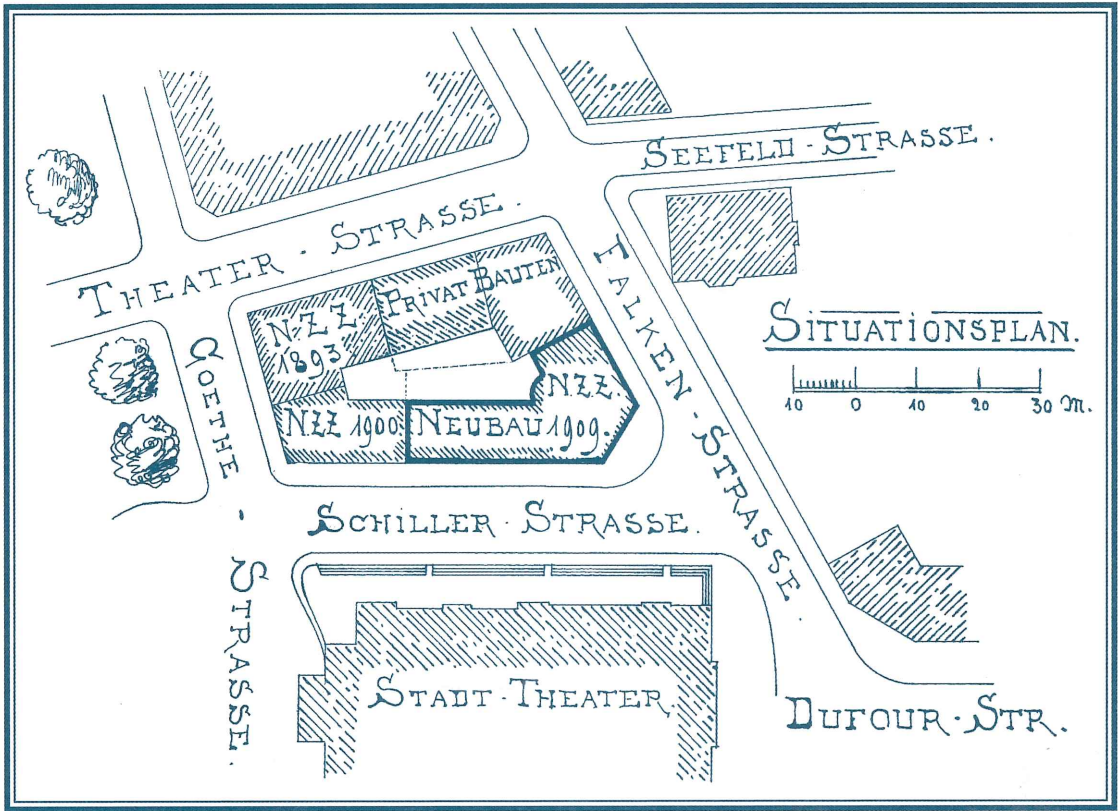 SEEFELD - STRASSE.
THEATER - STRASSE.
PRIVAT BAUTEN
N.Z.Z.
1893
FALKEN - STRASSE
SITUATIONSPLAN.
10 0 10 20 30 M.
GOETHE - STRASSE.
NZZ 1900
NEUBAU 1909.
N.Z.Z.
SCHILLER - STRASSE.
STADT - THEATER.
DUFOUR - STR.